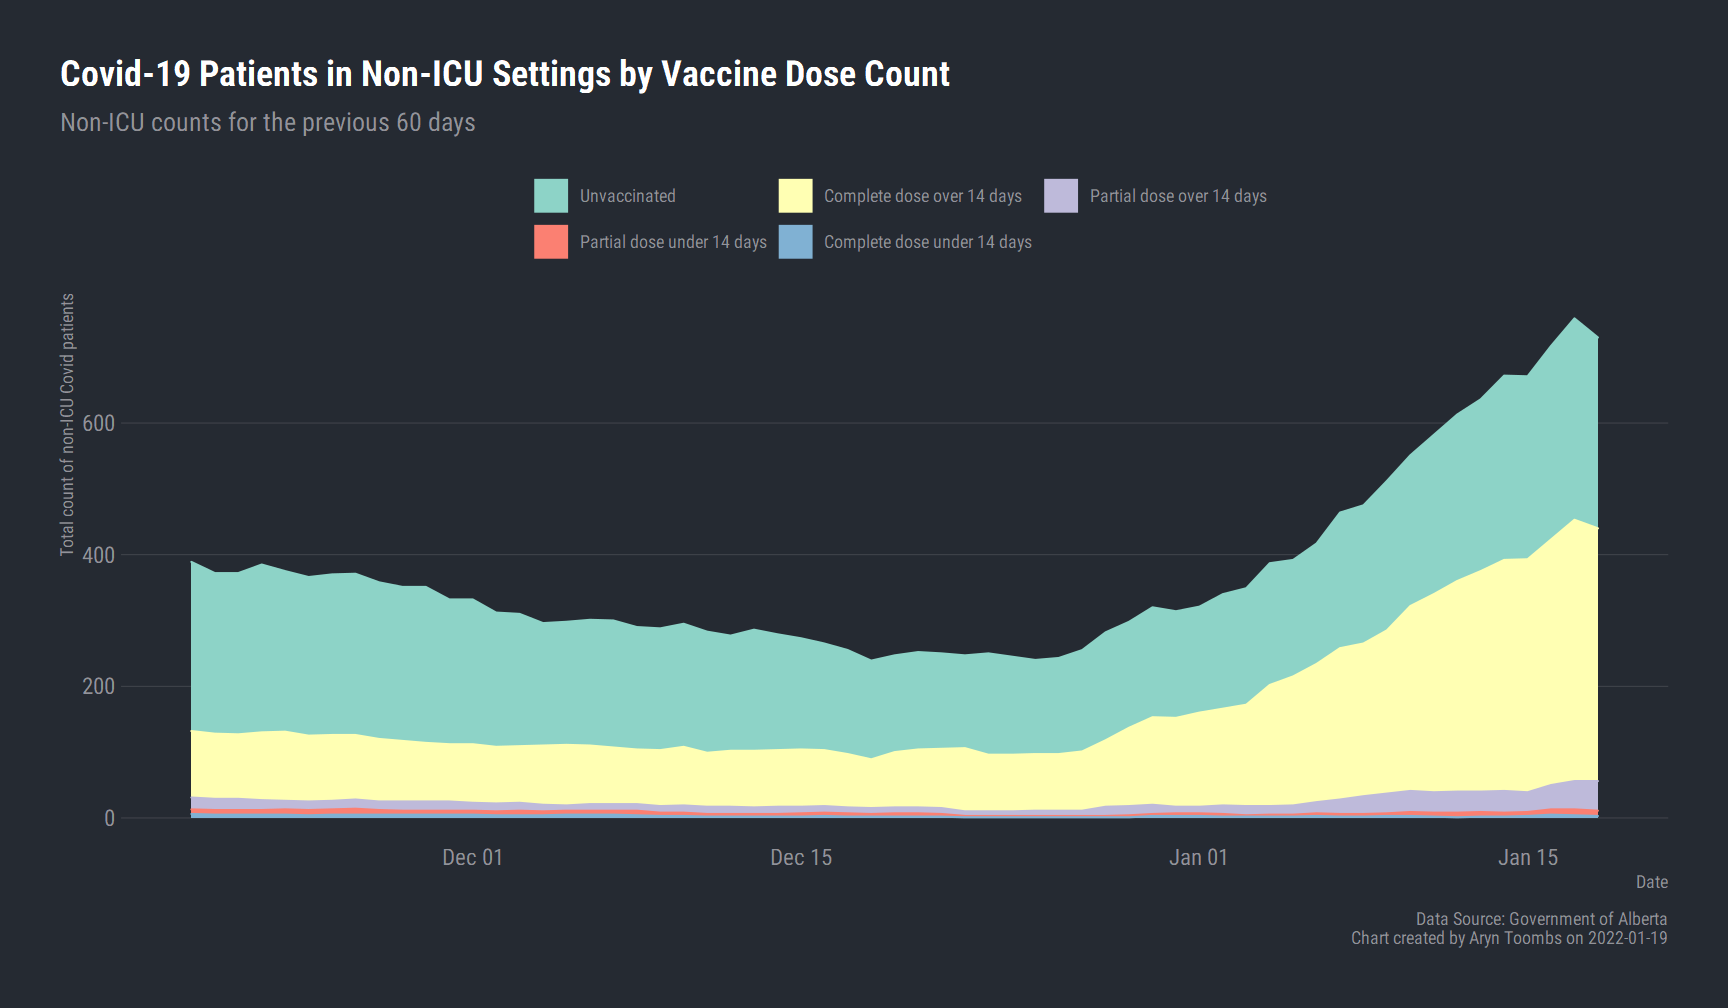 Covid-19 Patients in Non-ICU Settings by Vaccine Dose Count
Non-ICU counts for the previous 60 days
Unvaccinated
Complete dose over 14 days
Partial dose over 14 days
Partial dose under 14 days
Complete dose under 14 days
Total count of non-ICU Covid patients
600
400
200
0
Dec 01
Dec 15
Jan 01
Jan 15
Date
Data Source: Government of Alberta
Chart created by Aryn Toombs on 2022-01-19